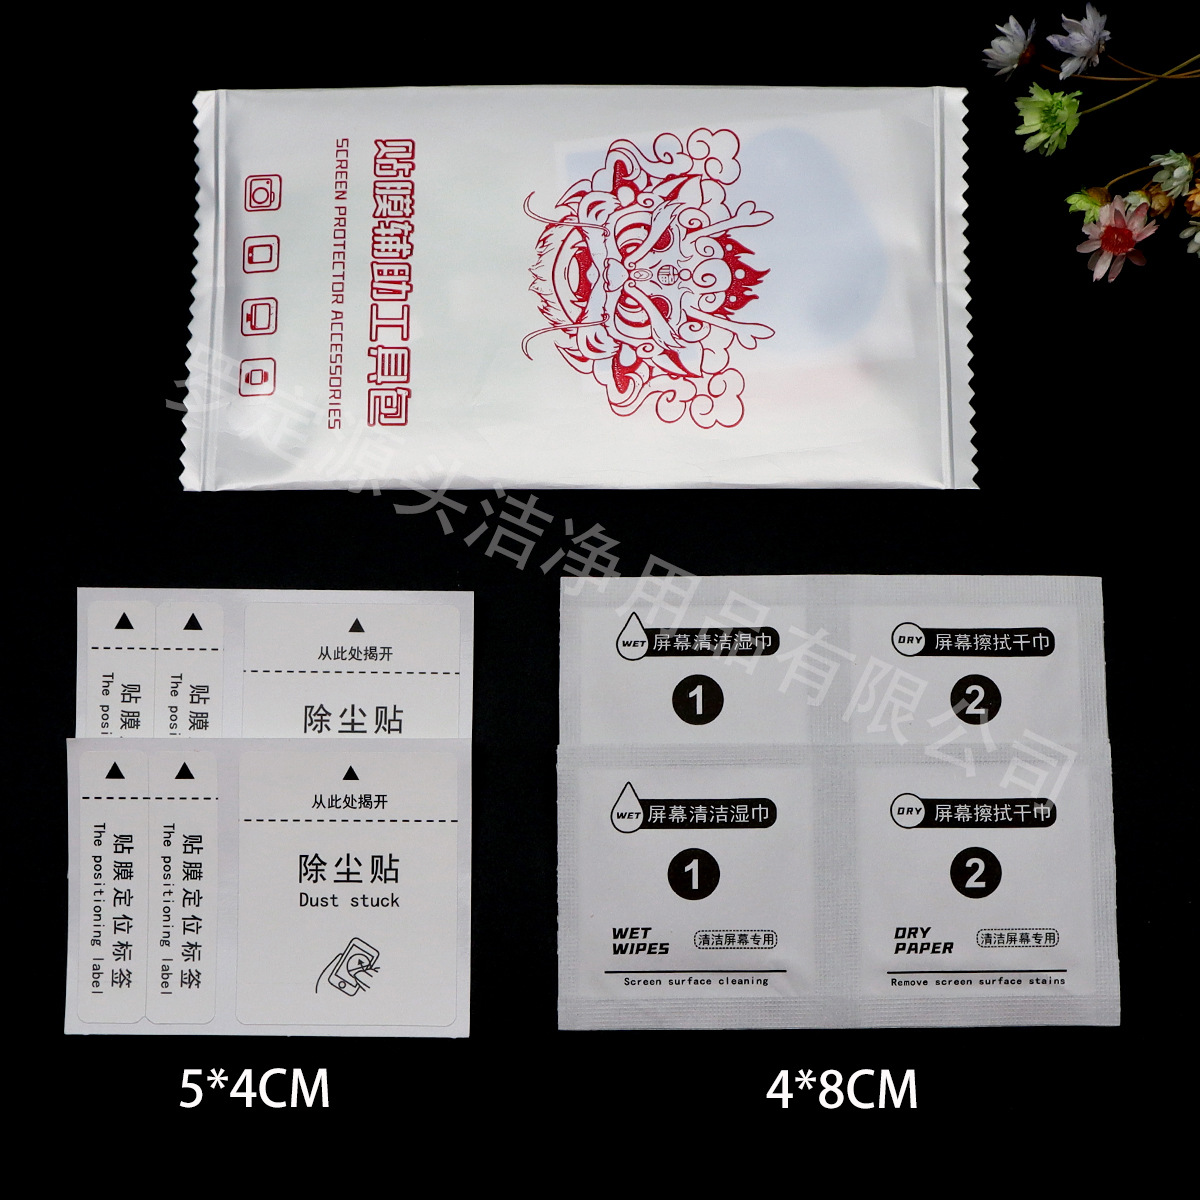 贴膜辅助工具包
SCREEN PROTECTOR ACCESSORIES
罗定源头洁净用品有限公司
从此处揭开
除尘贴
贴膜
The posi
贴膜
The posi
从此处揭开
除尘贴
Dust stuck
贴膜定位标签
The positioning label
贴膜定位标签
The positioning label
WET 屏幕清洁湿巾
1
DRY 屏幕擦拭干巾
2
WET 屏幕清洁湿巾
1
WET
WIPES
清洁屏幕专用
Screen surface cleaning
DRY 屏幕擦拭干巾
2
DRY
PAPER
清洁屏幕专用
Remove screen surface stains
5*4CM
4*8CM